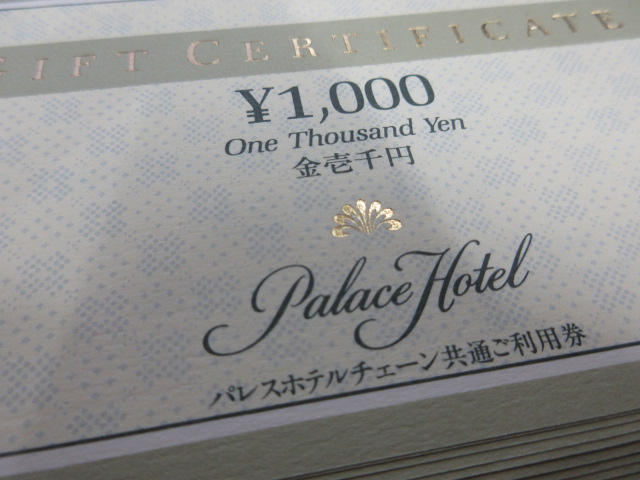 GIFT CERTIFICATE
¥1,000
One Thousand Yen
金壱千円
Palace Hotel
パレスホテルチェーン共通ご利用券